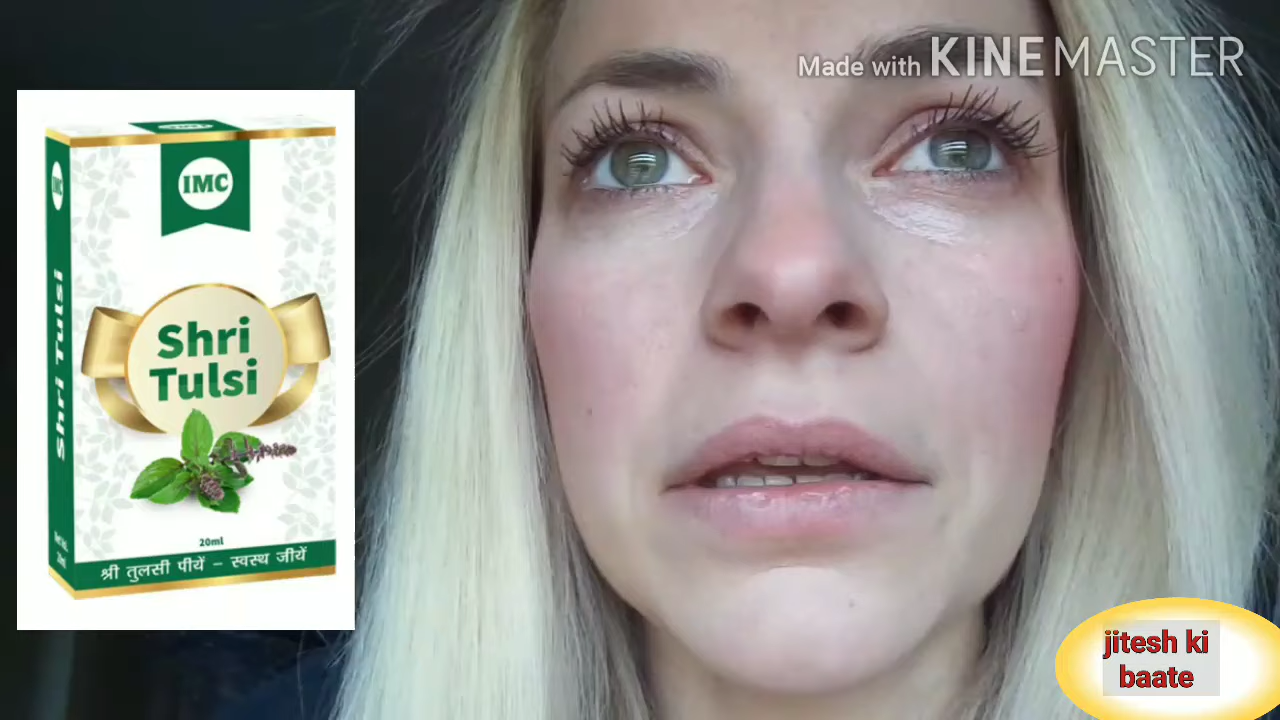 Made with KINEMASTER
IMC
Shri
Tulsi
Shri Tulsi
20ml
श्री तुलसी पीयें – स्वस्थ जीयें
jitesh ki
baate